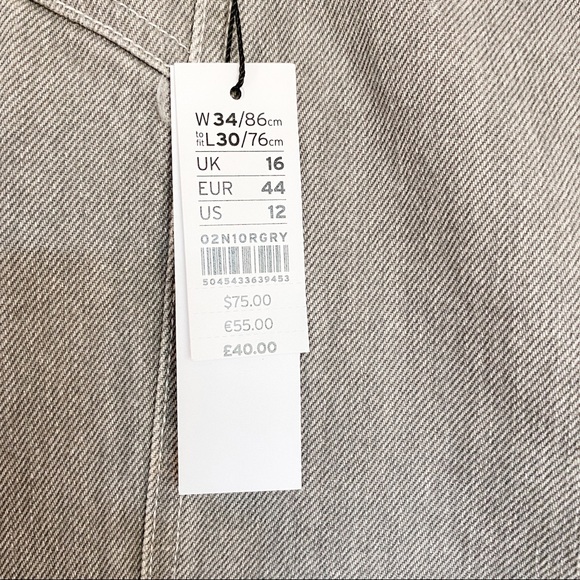 W34/86cm
to fit L30/76cm
UK 16
EUR 44
US 12
02N10RGRY
5045433639453
$75.00
€55.00
£40.00